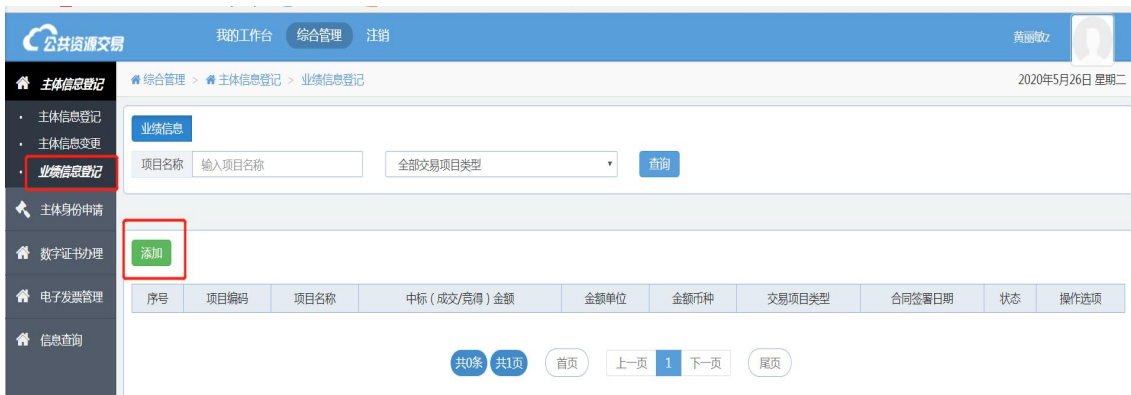 公共资源交易
我的工作台 综合管理 注销
黄丽敏z
主体信息登记
综合管理 > 主体信息登记 > 业绩信息登记
2020年5月26日 星期二
· 主体信息登记
· 主体信息变更
· 业绩信息登记
主体身份申请
数字证书办理
电子发票管理
信息查询
业绩信息
项目名称 输入项目名称 全部交易项目类型 查询
添加
序号 项目编码 项目名称 中标(成交/竞得)金额 金额单位 金额币种 交易项目类型 合同签署日期 状态 操作选项
共0条 共1页 首页 上一页 1 下一页 尾页